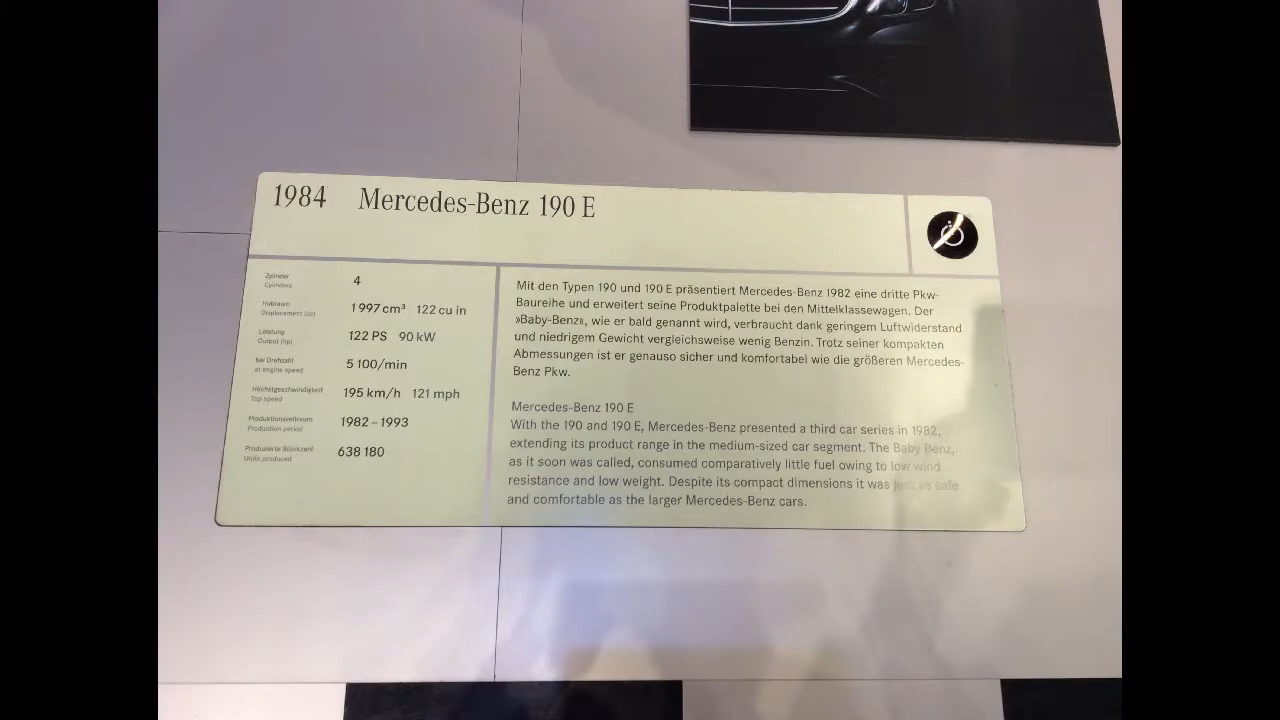 1984 Mercedes-Benz 190 E
Zylinder
Cylinders
4
Hubraum
Displacement (cc)
1 997 cm³ 122 cu in
Leistung
Output (hp)
122 PS 90 kW
bei Drehzahl
at engine speed
5 100/min
Höchstgeschwindigkeit
Top speed
195 km/h 121 mph
Produktionszeitraum
Production period
1982 – 1993
Produzierte Stückzahl
Units produced
638 180
Mit den Typen 190 und 190 E präsentiert Mercedes-Benz 1982 eine dritte Pkw-
Baureihe und erweitert seine Produktpalette bei den Mittelklassewagen. Der
»Baby-Benz«, wie er bald genannt wird, verbraucht dank geringem Luftwiderstand
und niedrigem Gewicht vergleichsweise wenig Benzin. Trotz seiner kompakten
Abmessungen ist er genauso sicher und komfortabel wie die größeren Mercedes-
Benz Pkw.
Mercedes-Benz 190 E
With the 190 and 190 E, Mercedes-Benz presented a third car series in 1982,
extending its product range in the medium-sized car segment. The Baby Benz,
as it soon was called, consumed comparatively little fuel owing to low wind
resistance and low weight. Despite its compact dimensions it was just as safe
and comfortable as the larger Mercedes-Benz cars.